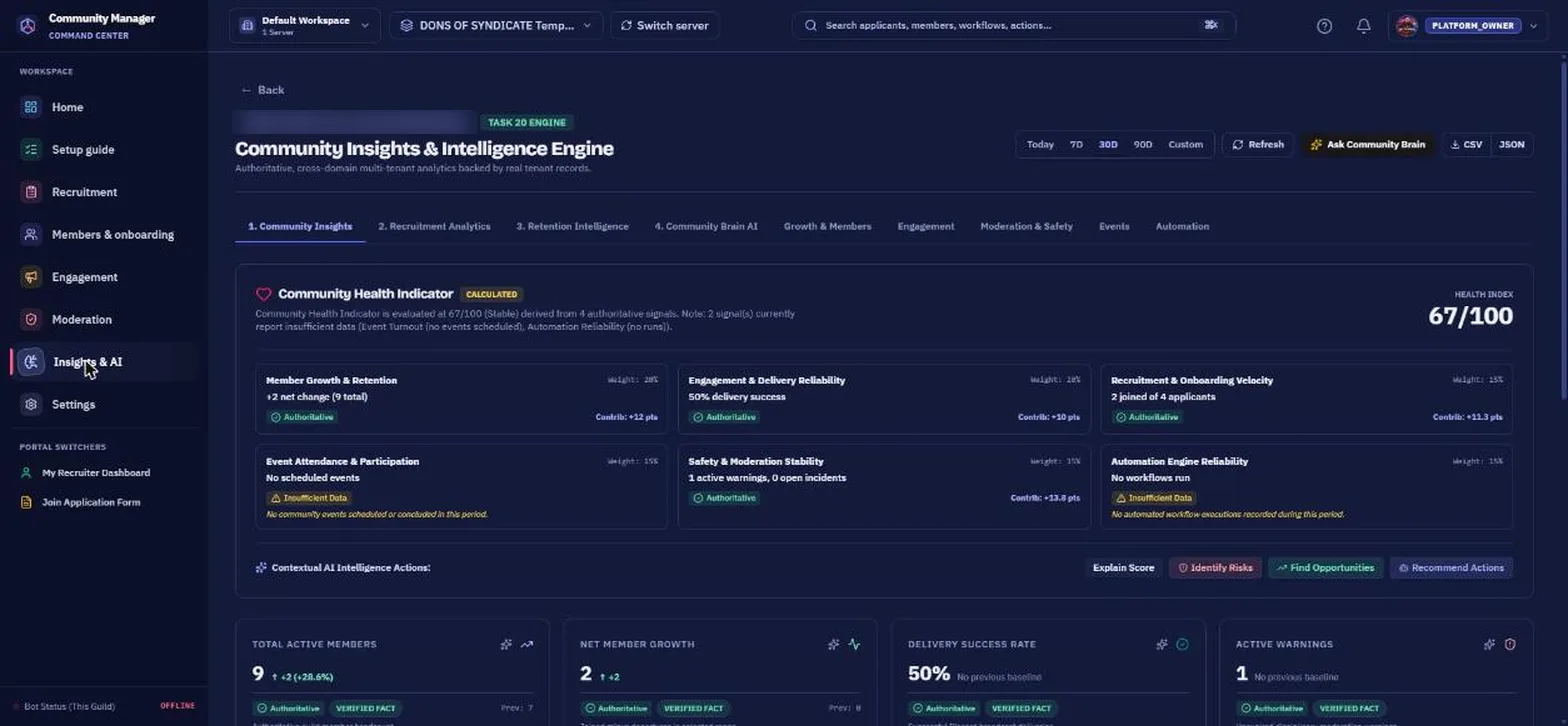 Community Manager
COMMAND CENTER
Default Workspace
1 Server
DONS OF SYNDICATE Temp...
Switch server
Search applicants, members, workflows, actions...
PLATFORM_OWNER
WORKSPACE
Home
Setup guide
Recruitment
Members & onboarding
Engagement
Moderation
Insights & AI
Settings
PORTAL SWITCHERS
My Recruiter Dashboard
Join Application Form
Bot Status (This Guild) OFFLINE
← Back
TASK 20 ENGINE
Community Insights & Intelligence Engine
Authoritative, cross-domain multi-tenant analytics backed by real tenant records.
Today 7D 30D 90D Custom
Refresh
Ask Community Brain
CSV JSON
1. Community Insights 2. Recruitment Analytics 3. Retention Intelligence 4. Community Brain AI Growth & Members Engagement Moderation & Safety Events Automation
Community Health Indicator CALCULATED
Community Health Indicator is evaluated at 67/100 (Stable) derived from 4 authoritative signals. Note: 2 signal(s) currently
report insufficient data (Event Turnout (no events scheduled), Automation Reliability (no runs)).
HEALTH INDEX
67/100
Member Growth & Retention Weight: 20%
+2 net change (9 total)
Authoritative Contrib: +12 pts
Engagement & Delivery Reliability Weight: 20%
50% delivery success
Authoritative Contrib: +10 pts
Recruitment & Onboarding Velocity Weight: 15%
2 joined of 4 applicants
Authoritative Contrib: +11.3 pts
Event Attendance & Participation Weight: 15%
No scheduled events
Insufficient Data
No community events scheduled or concluded in this period.
Safety & Moderation Stability Weight: 15%
1 active warnings, 0 open incidents
Authoritative Contrib: +13.8 pts
Automation Engine Reliability Weight: 15%
No workflows run
Insufficient Data
No automated workflow executions recorded during this period.
Contextual AI Intelligence Actions:
Explain Score
Identify Risks
Find Opportunities
Recommend Actions
TOTAL ACTIVE MEMBERS
9 ↑ +2 (+28.6%)
Authoritative VERIFIED FACT Prev: 7
NET MEMBER GROWTH
2 ↑ +2
Authoritative VERIFIED FACT Prev: 0
DELIVERY SUCCESS RATE
50% No previous baseline
Authoritative VERIFIED FACT
ACTIVE WARNINGS
1 No previous baseline
Authoritative VERIFIED FACT